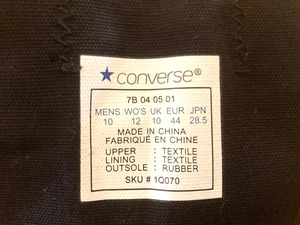 converse®
7B 04 05 01
MENS WO'S UK EUR JPN
10 12 10 44 28.5
MADE IN CHINA
FABRIQUÉ EN CHINE
UPPER : TEXTILE
LINING : TEXTILE
OUTSOLE : RUBBER
SKU # 1Q070